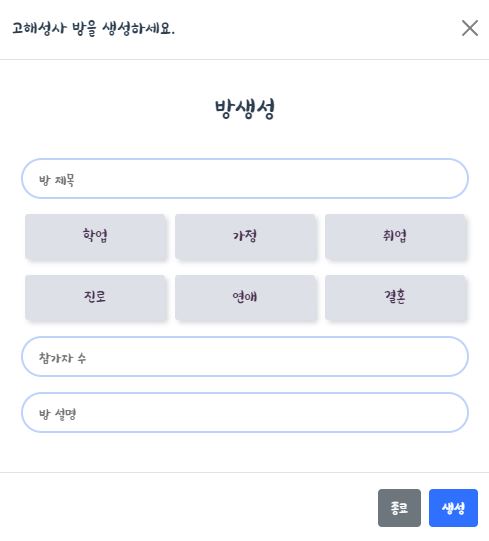 고해성사 방을 생성하세요.
방생성
방 제목
학업 가정 취업
진로 연애 결혼
참가자 수
방 설명
종료 생성